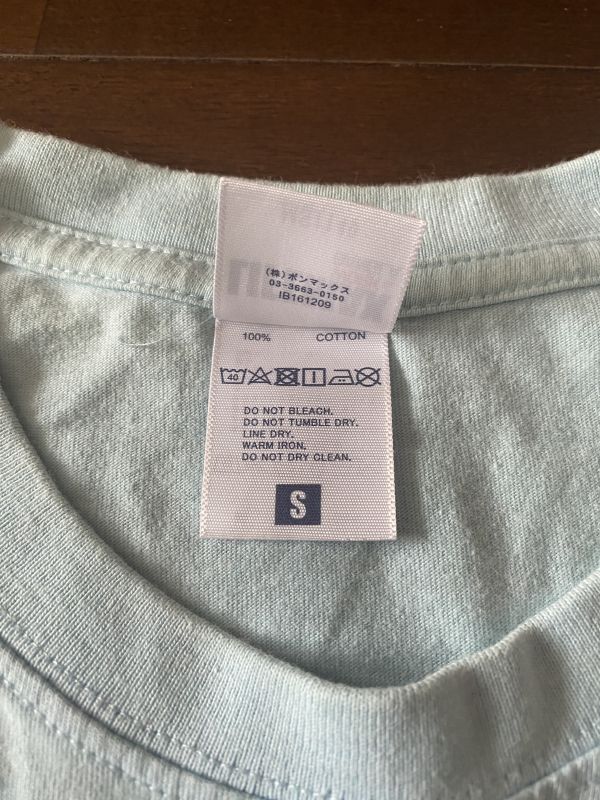 (株)ボンマックス
03-3663-0150
IB161209
100% COTTON
40
DO NOT BLEACH.
DO NOT TUMBLE DRY.
LINE DRY.
WARM IRON.
DO NOT DRY CLEAN.
S